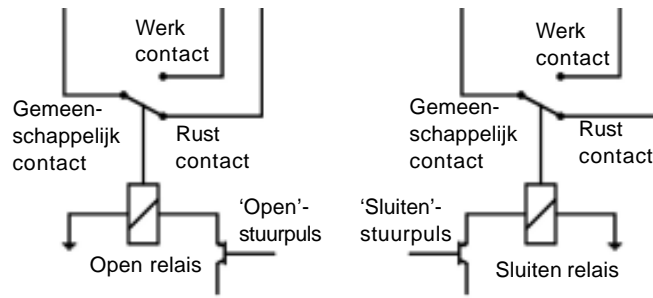 Werk
contact
Gemeen-
schappelijk
contact
Rust
contact
'Open'-
stuurpuls
Open relais
Werk
contact
Gemeen-
schappelijk
contact
Rust
contact
'Sluiten'-
stuurpuls
Sluiten relais